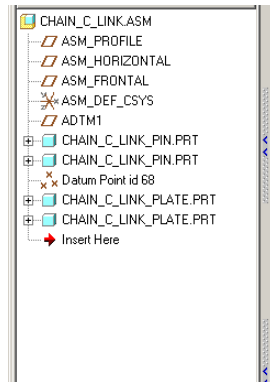 CHAIN_C_LINK.ASM
ASM_PROFILE
ASM_HORIZONTAL
ASM_FRONTAL
ASM_DEF_CSYS
ADTM1
CHAIN_C_LINK_PIN.PRT
CHAIN_C_LINK_PIN.PRT
Datum Point id 68
CHAIN_C_LINK_PLATE.PRT
CHAIN_C_LINK_PLATE.PRT
Insert Here